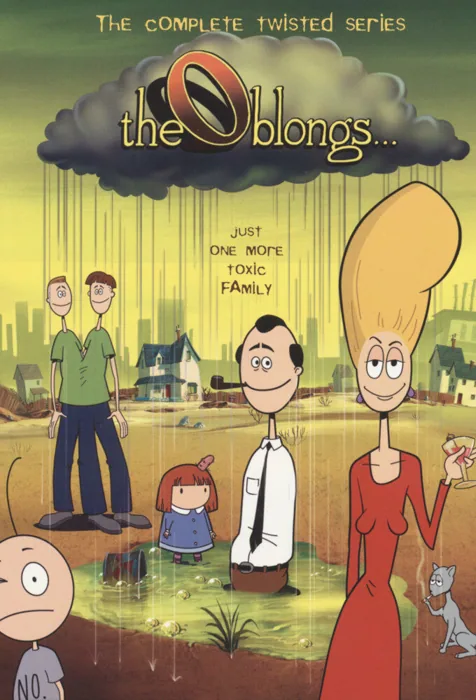 THE COMPLETE TWISTED SERIES
the Oblongs...
JUST
ONE MORE
TOXIC
FAMILY
NO.